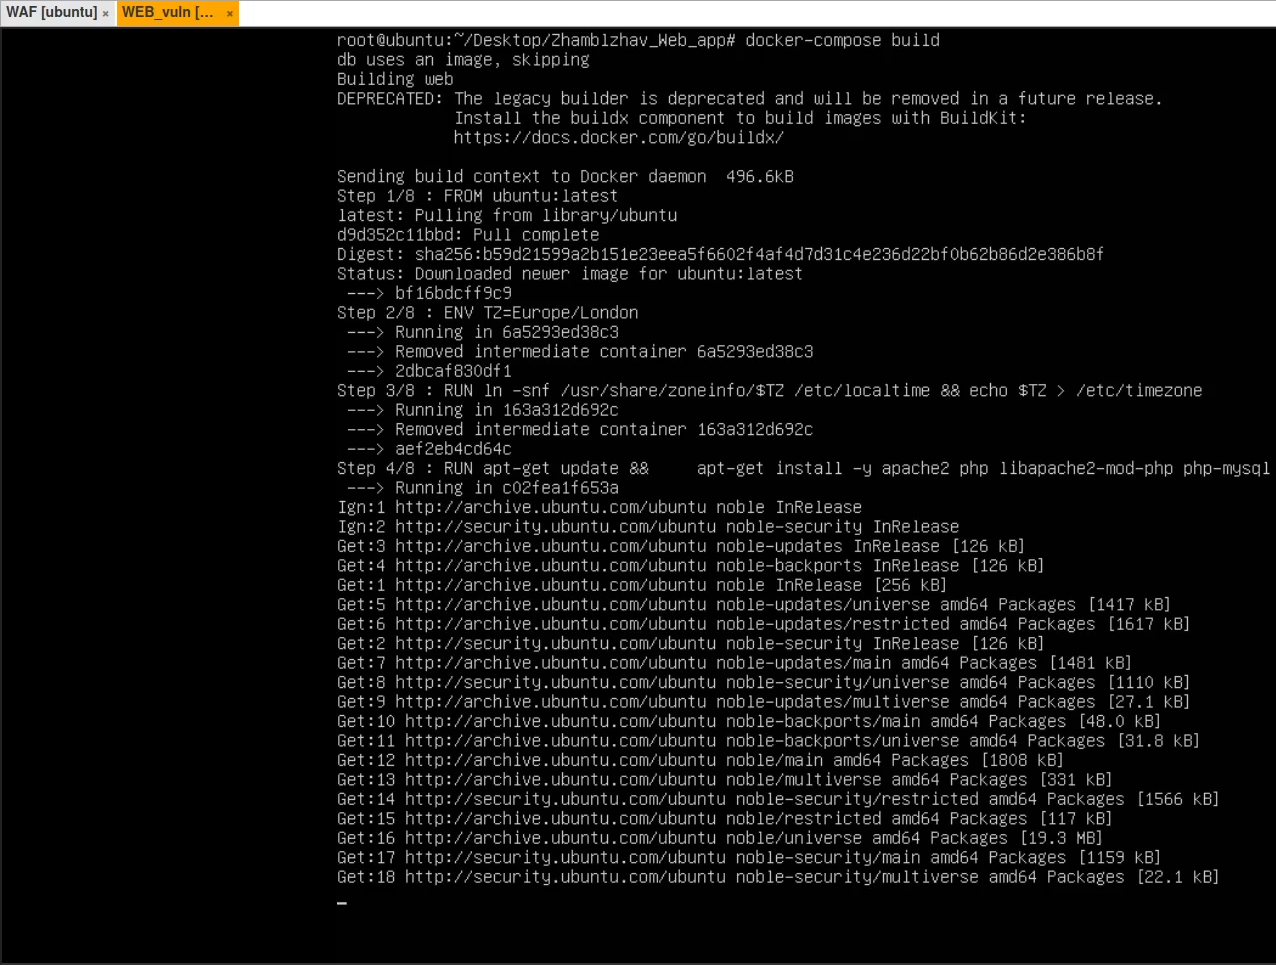 WAF [ubuntu] × WEB_vuln [... ×
root@ubuntu:~/Desktop/Zhamblzhav_Web_app# docker-compose build
db uses an image, skipping
Building web
DEPRECATED: The legacy builder is deprecated and will be removed in a future release.
Install the buildx component to build images with BuildKit:
https://docs.docker.com/go/buildx/
Sending build context to Docker daemon  496.6kB
Step 1/8 : FROM ubuntu:latest
latest: Pulling from library/ubuntu
d9d352c11bbd: Pull complete
Digest: sha256:b59d21599a2b151e23eea5f6602f4af4d7d31c4e236d22bf0b62b86d2e386b8f
Status: Downloaded newer image for ubuntu:latest
---> bf16bdcff9c9
Step 2/8 : ENV TZ=Europe/London
---> Running in 6a5293ed38c3
---> Removed intermediate container 6a5293ed38c3
---> 2dbcaf830df1
Step 3/8 : RUN ln -snf /usr/share/zoneinfo/$TZ /etc/localtime && echo $TZ > /etc/timezone
---> Running in 163a312d692c
---> Removed intermediate container 163a312d692c
---> aef2eb4cd64c
Step 4/8 : RUN apt-get update &&     apt-get install -y apache2 php libapache2-mod-php php-mysql
---> Running in c02fea1f653a
Ign:1 http://archive.ubuntu.com/ubuntu noble InRelease
Ign:2 http://security.ubuntu.com/ubuntu noble-security InRelease
Get:3 http://archive.ubuntu.com/ubuntu noble-updates InRelease [126 kB]
Get:4 http://archive.ubuntu.com/ubuntu noble-backports InRelease [126 kB]
Get:1 http://archive.ubuntu.com/ubuntu noble InRelease [256 kB]
Get:5 http://archive.ubuntu.com/ubuntu noble-updates/universe amd64 Packages [1417 kB]
Get:6 http://archive.ubuntu.com/ubuntu noble-updates/restricted amd64 Packages [1617 kB]
Get:2 http://security.ubuntu.com/ubuntu noble-security InRelease [126 kB]
Get:7 http://archive.ubuntu.com/ubuntu noble-updates/main amd64 Packages [1481 kB]
Get:8 http://security.ubuntu.com/ubuntu noble-security/universe amd64 Packages [1110 kB]
Get:9 http://archive.ubuntu.com/ubuntu noble-updates/multiverse amd64 Packages [27.1 kB]
Get:10 http://archive.ubuntu.com/ubuntu noble-backports/main amd64 Packages [48.0 kB]
Get:11 http://archive.ubuntu.com/ubuntu noble-backports/universe amd64 Packages [31.8 kB]
Get:12 http://archive.ubuntu.com/ubuntu noble/main amd64 Packages [1808 kB]
Get:13 http://archive.ubuntu.com/ubuntu noble/multiverse amd64 Packages [331 kB]
Get:14 http://security.ubuntu.com/ubuntu noble-security/restricted amd64 Packages [1566 kB]
Get:15 http://archive.ubuntu.com/ubuntu noble/restricted amd64 Packages [117 kB]
Get:16 http://archive.ubuntu.com/ubuntu noble/universe amd64 Packages [19.3 MB]
Get:17 http://security.ubuntu.com/ubuntu noble-security/main amd64 Packages [1159 kB]
Get:18 http://security.ubuntu.com/ubuntu noble-security/multiverse amd64 Packages [22.1 kB]